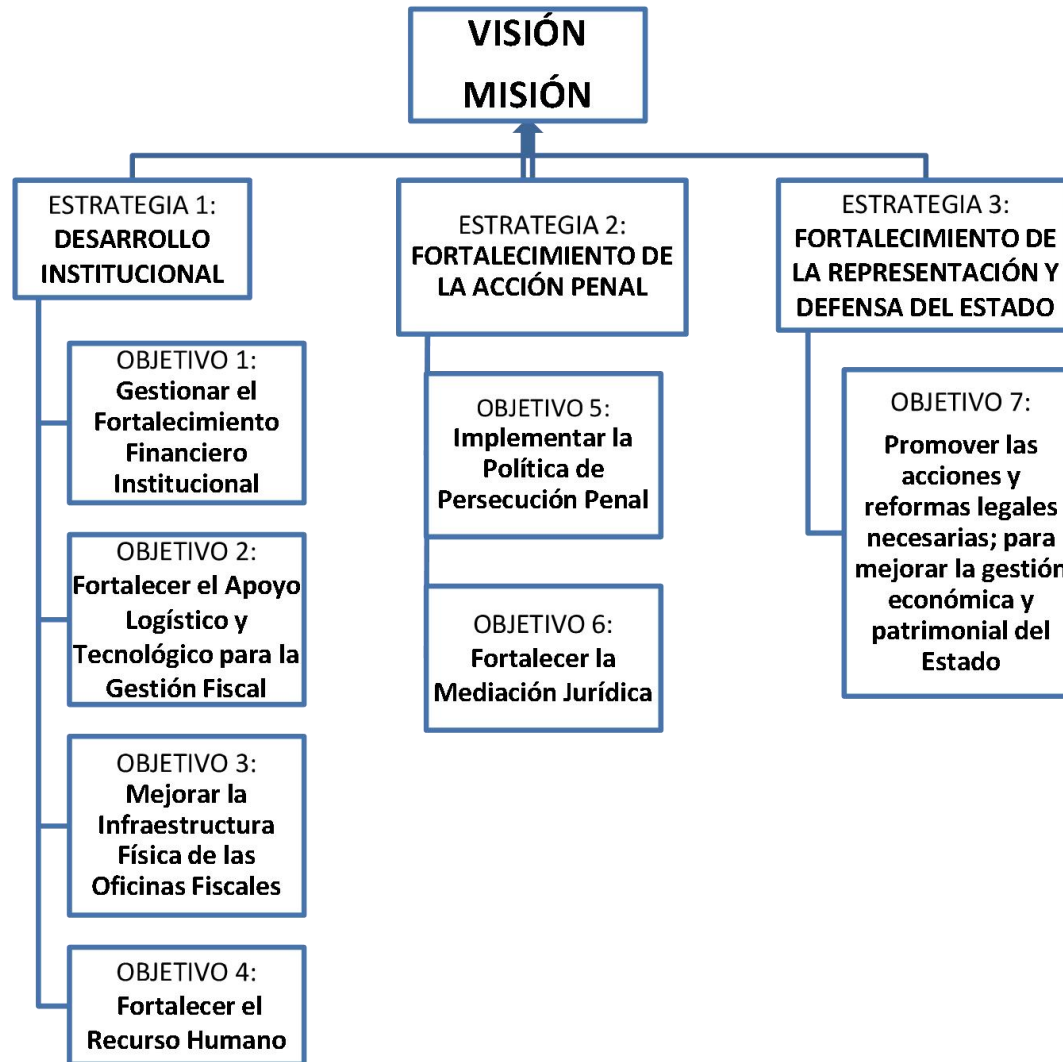 VISIÓN
MISIÓN
ESTRATEGIA 1:
DESARROLLO
INSTITUCIONAL
OBJETIVO 1:
Gestionar el
Fortalecimiento
Financiero
Institucional
OBJETIVO 2:
Fortalecer el Apoyo
Logístico y
Tecnológico para la
Gestión Fiscal
OBJETIVO 3:
Mejorar la
Infraestructura
Física de las
Oficinas Fiscales
OBJETIVO 4:
Fortalecer el
Recurso Humano
ESTRATEGIA 2:
FORTALECIMIENTO DE
LA ACCIÓN PENAL
OBJETIVO 5:
Implementar la
Política de
Persecución Penal
OBJETIVO 6:
Fortalecer la
Mediación Jurídica
ESTRATEGIA 3:
FORTALECIMIENTO DE
LA REPRESENTACIÓN Y
DEFENSA DEL ESTADO
OBJETIVO 7:
Promover las
acciones y
reformas legales
necesarias; para
mejorar la gestión
económica y
patrimonial del
Estado